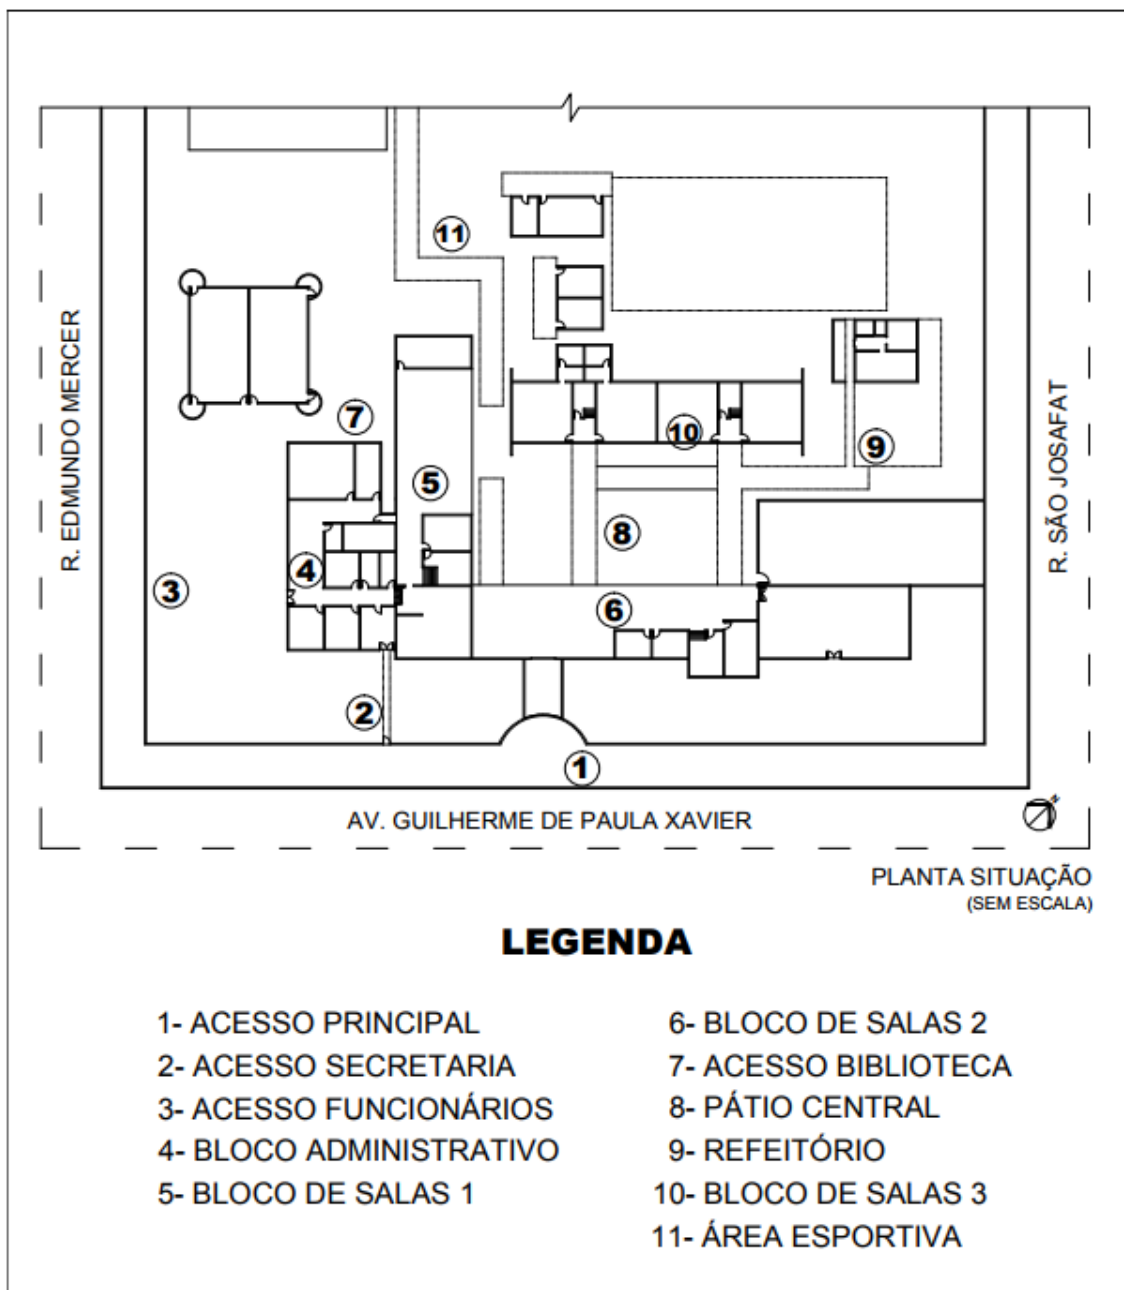 11
R. EDMUNDO MERCER
7
10
9
R. SÃO JOSAFAT
5
8
4
3
6
2
1
N
AV. GUILHERME DE PAULA XAVIER
PLANTA SITUAÇÃO
(SEM ESCALA)
LEGENDA
1- ACESSO PRINCIPAL
2- ACESSO SECRETARIA
3- ACESSO FUNCIONÁRIOS
4- BLOCO ADMINISTRATIVO
5- BLOCO DE SALAS 1
6- BLOCO DE SALAS 2
7- ACESSO BIBLIOTECA
8- PÁTIO CENTRAL
9- REFEITÓRIO
10- BLOCO DE SALAS 3
11- ÁREA ESPORTIVA